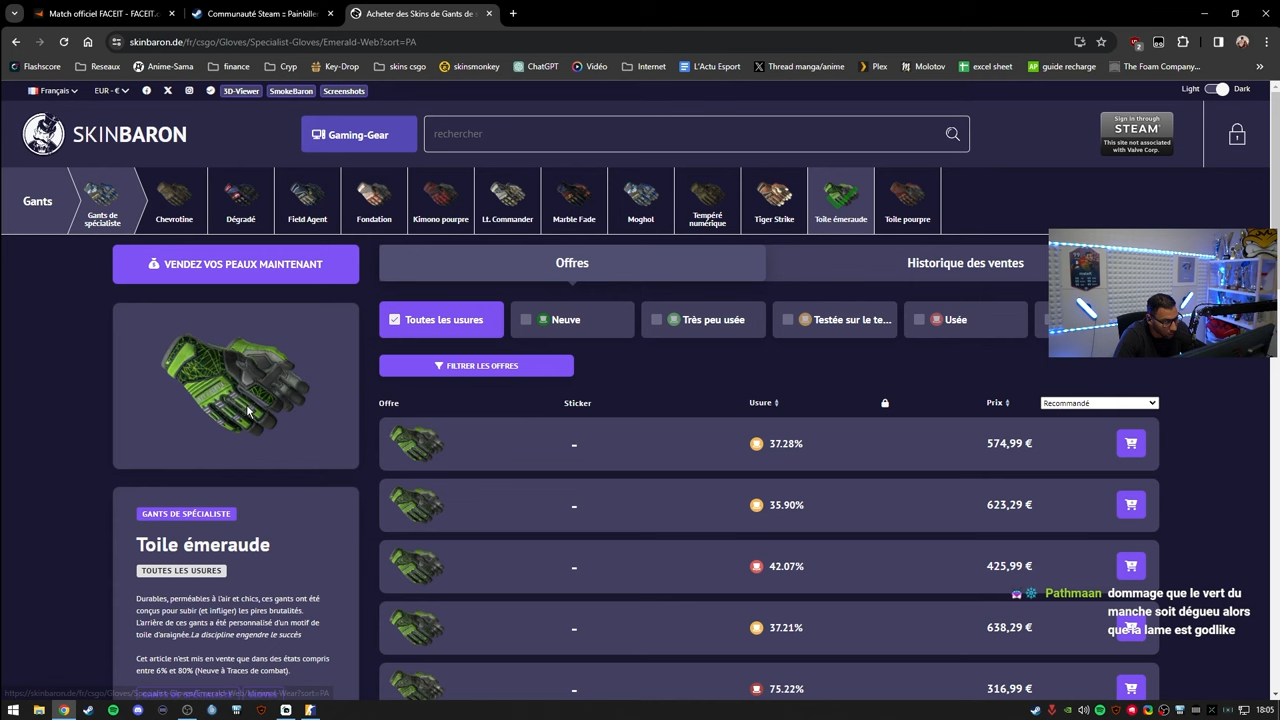 Match officiel FACEIT - FACEIT.c
Communauté Steam :: Painkiller
Acheter des Skins de Gants de s
skinbaron.de/fr/csgo/Gloves/Specialist-Gloves/Emerald-Web?sort=PA
Flashscore
Reseaux
Anime-Sama
finance
Cryp
Key-Drop
skins csgo
skinsmonkey
ChatGPT
Vidéo
Internet
L'Actu Esport
Thread manga/anime
Plex
Molotov
excel sheet
guide recharge
The Foam Company...
Français
EUR - €
3D-Viewer
SmokeBaron
Screenshots
Light
Dark
SKINBARON
Gaming-Gear
rechercher
Sign in through
STEAM
This site not associated
with Valve Corp.
Gants
Gants de
spécialiste
Chevrotine
Dégradé
Field Agent
Fondation
Kimono pourpre
Lt. Commander
Marble Fade
Moghol
Tempéré
numérique
Tiger Strike
Toile émeraude
Toile pourpre
VENDEZ VOS PEAUX MAINTENANT
Offres
Historique des ventes
Toutes les usures
Neuve
Très peu usée
Testée sur le te...
Usée
FILTRER LES OFFRES
Offre
Sticker
Usure
Prix
Recommandé
-
37.28%
574,99 €
-
35.90%
623,29 €
-
42.07%
425,99 €
-
37.21%
638,29 €
-
75.22%
316,99 €
GANTS DE SPÉCIALISTE
Toile émeraude
TOUTES LES USURES
Durables, perméables à l'air et chics, ces gants ont été
conçus pour subir (et infliger) les pires brutalités.
L'arrière de ces gants a été personnalisé d'un motif de
toile d'araignée.La discipline engendre le succès
Cet article n'est mis en vente que dans des états compris
entre 6% et 80% (Neuve à Traces de combat).
Pathmaan dommage que le vert du
manche soit dégueu alors
que la lame est godlike
18:05